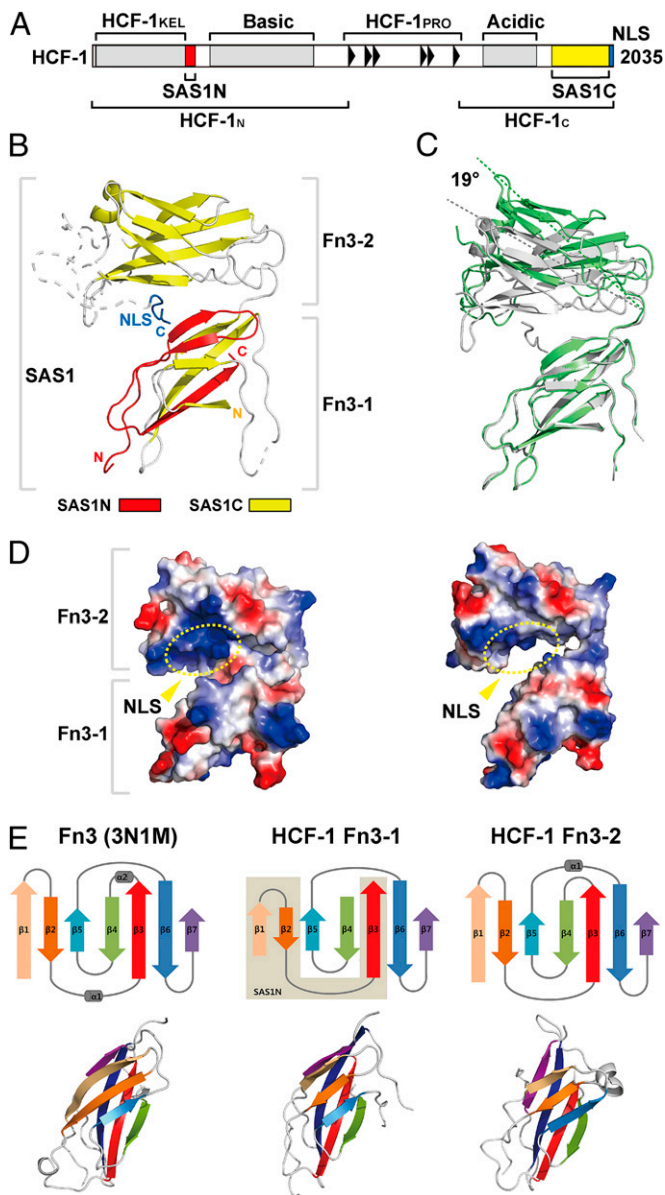 A
HCF-1KEL Basic HCF-1PRO Acidic NLS
HCF-1 2035
SAS1N SAS1C
HCF-1N HCF-1C
B
C
19°
Fn3-2
NLS
C
SAS1
C
N
Fn3-1
N
SAS1N SAS1C
D
Fn3-2
NLS NLS
Fn3-1
E
Fn3 (3N1M) HCF-1 Fn3-1 HCF-1 Fn3-2
α2 α1
β1 β2 β5 β4 β3 β6 β7 β1 β2 β5 β4 β3 β6 β7 β1 β2 β5 β4 β3 β6 β7
α1 SAS1N